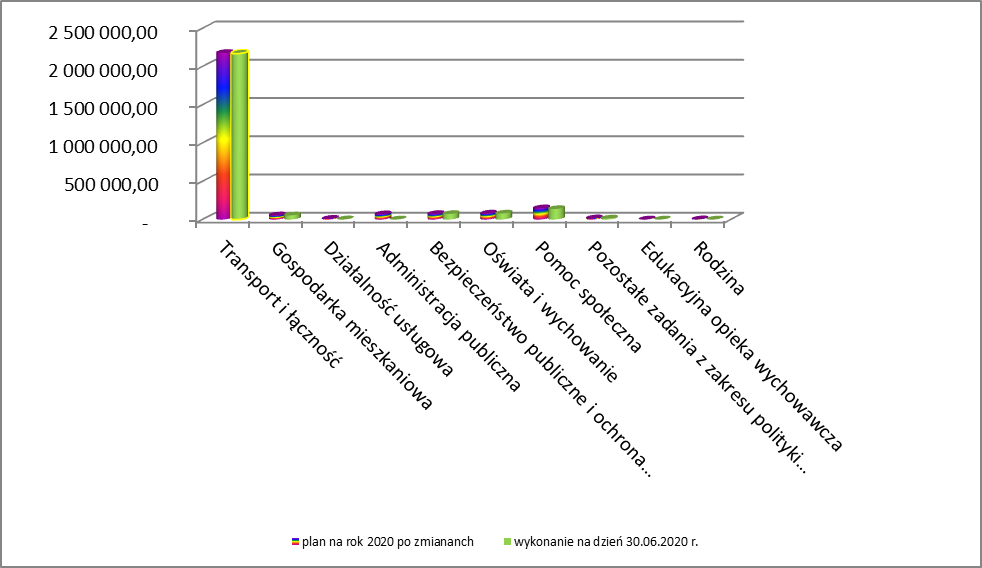 2 500 000,00
2 000 000,00
1 500 000,00
1 000 000,00
500 000,00
-
Transport i łączność
Gospodarka mieszkaniowa
Działalność usługowa
Administracja publiczna
Bezpieczeństwo publiczne i ochrona...
Oświata i wychowanie
Pomoc społeczna
Pozostałe zadania z zakresu polityki...
Edukacyjna opieka wychowawcza
Rodzina
plan na rok 2020 po zmiananch
wykonanie na dzień 30.06.2020 r.